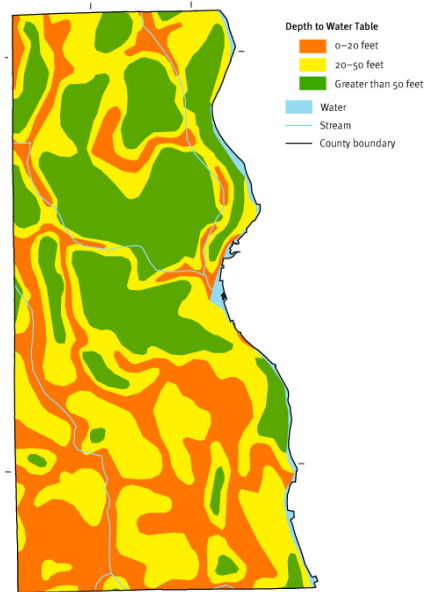 Depth to Water Table
0–20 feet
20–50 feet
Greater than 50 feet
Water
Stream
County boundary